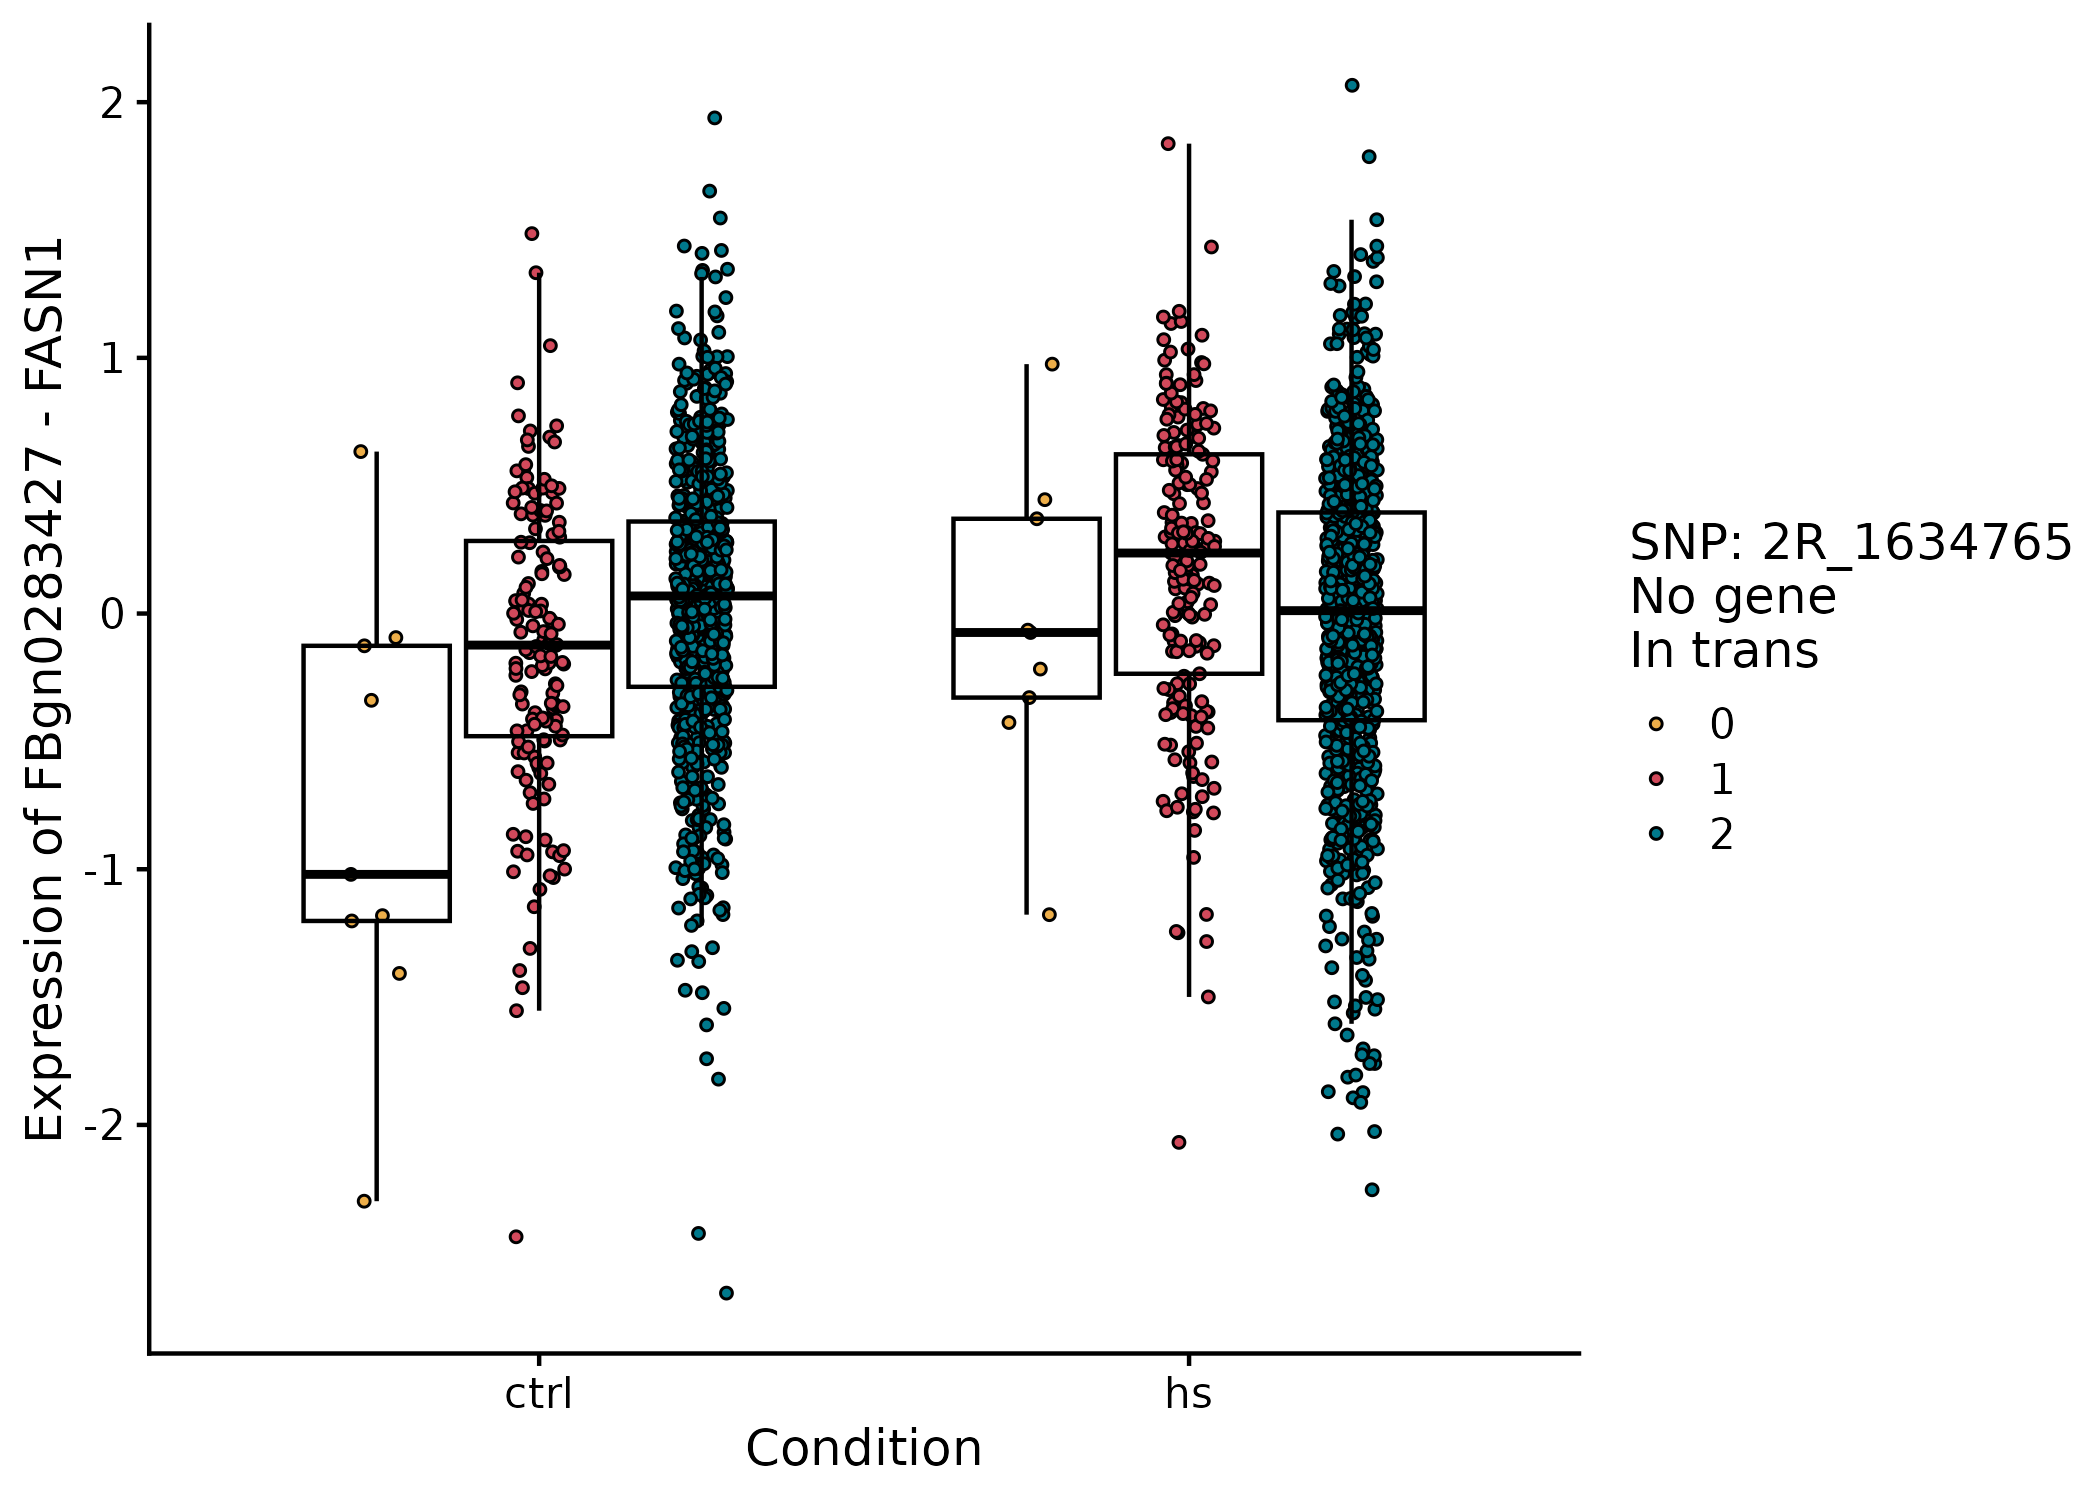 Expression of FBgn0283427 - FASN1
2
1
0
-1
-2
ctrl
hs
Condition
SNP: 2R_1634765
No gene
In trans
0
1
2